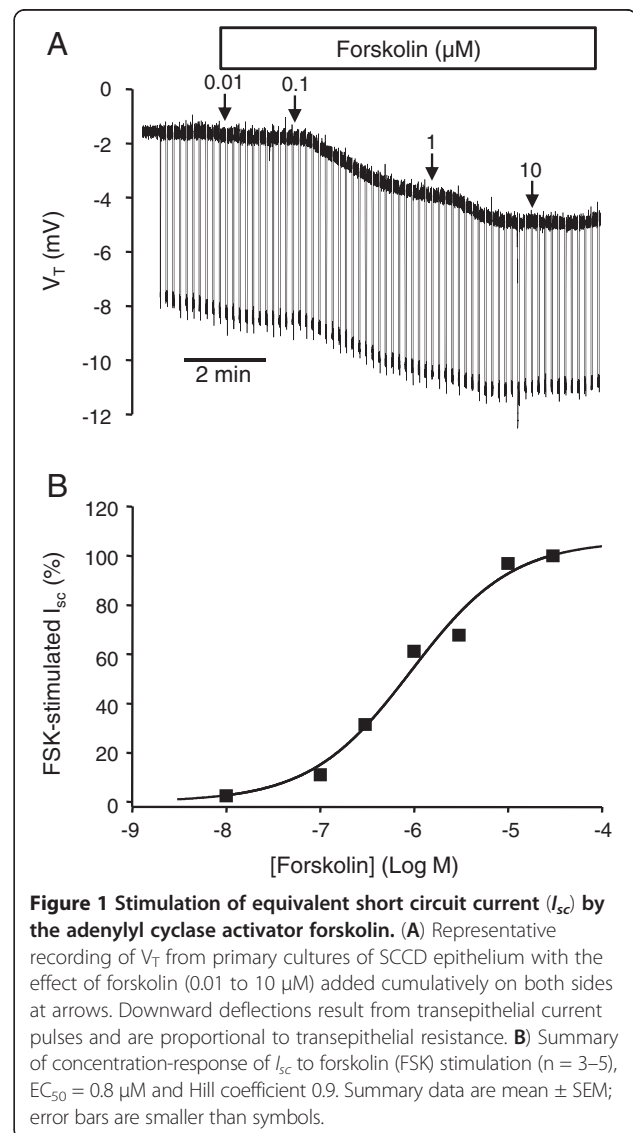 A
Forskolin (µM)
0.01
0.1
1
10
0
-2
-4
-6
-8
-10
-12
V_T (mV)
2 min
B
120
100
80
60
40
20
0
FSK-stimulated I_sc (%)
-9
-8
-7
-6
-5
-4
[Forskolin] (Log M)
Figure 1 Stimulation of equivalent short circuit current (I_sc) by
the adenylyl cyclase activator forskolin. (A) Representative
recording of V_T from primary cultures of SCCD epithelium with the
effect of forskolin (0.01 to 10 µM) added cumulatively on both sides
at arrows. Downward deflections result from transepithelial current
pulses and are proportional to transepithelial resistance. B) Summary
of concentration-response of I_sc to forskolin (FSK) stimulation (n = 3–5),
EC_50 = 0.8 µM and Hill coefficient 0.9. Summary data are mean ± SEM;
error bars are smaller than symbols.